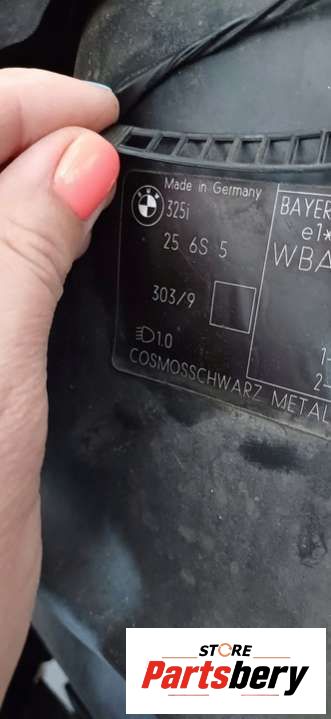 Made in Germany
BMW
325i
25 6S 5
303/9
1.0
COSMOSSCHWARZ METAL
BAYER
e1*
WBA
1-
2-
STORE
Partsbery